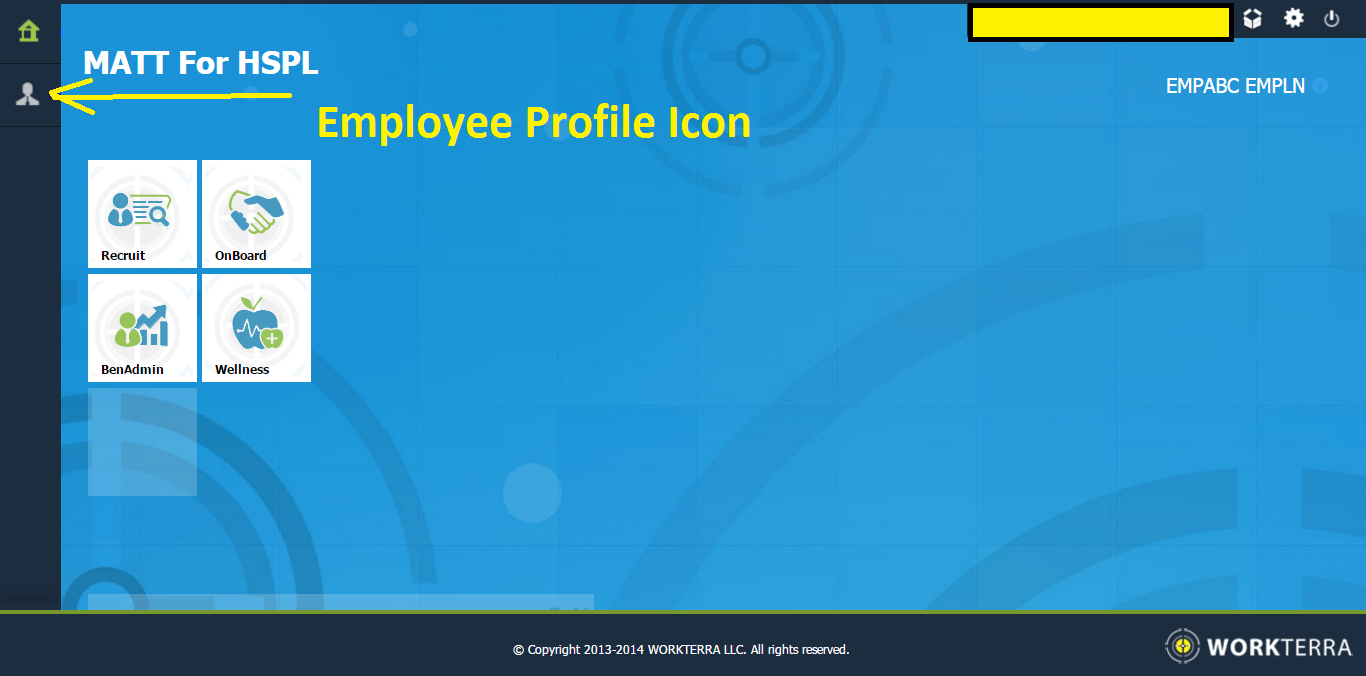 MATT For HSPL
EMPABC EMPLN
Employee Profile Icon
Recruit
OnBoard
BenAdmin
Wellness
© Copyright 2013-2014 WORKTERRA LLC. All rights reserved.
WORKTERRA